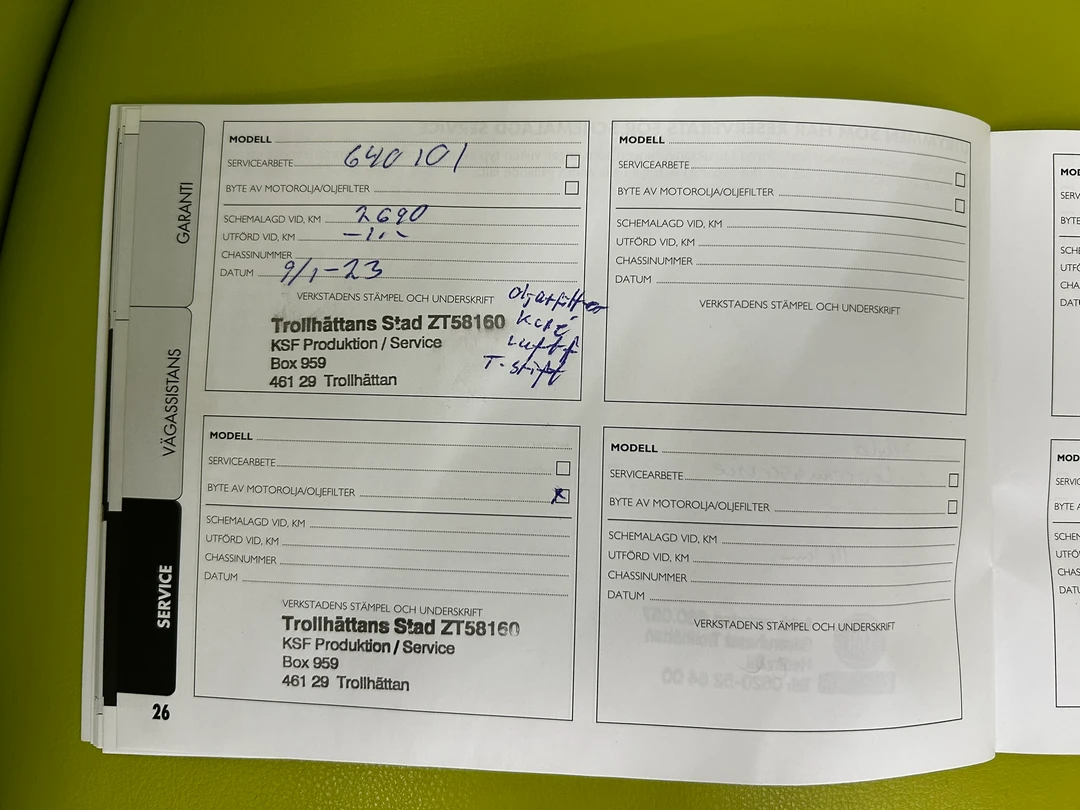 GARANTI
VÄGASSISTANS
SERVICE
26
MODELL
SERVICEARBETE 640101
BYTE AV MOTOROLJA/OLJEFILTER
SCHEMALAGD VID, KM 2690
UTFÖRD VID, KM
CHASSINUMMER
DATUM 9/1-23
VERKSTADENS STÄMPEL OCH UNDERSKRIFT
Trollhättans Stad ZT58160
KSF Produktion / Service
Box 959
461 29 Trollhättan
Luftf
T-stift
MODELL
SERVICEARBETE
BYTE AV MOTOROLJA/OLJEFILTER
SCHEMALAGD VID, KM
UTFÖRD VID, KM
CHASSINUMMER
DATUM
VERKSTADENS STÄMPEL OCH UNDERSKRIFT
MODELL
SERVICEARBETE
BYTE AV MOTOROLJA/OLJEFILTER X
SCHEMALAGD VID, KM
UTFÖRD VID, KM
CHASSINUMMER
DATUM
VERKSTADENS STÄMPEL OCH UNDERSKRIFT
Trollhättans Stad ZT58160
KSF Produktion / Service
Box 959
461 29 Trollhättan
MODELL
SERVICEARBETE
BYTE AV MOTOROLJA/OLJEFILTER
SCHEMALAGD VID, KM
UTFÖRD VID, KM
CHASSINUMMER
DATUM
VERKSTADENS STÄMPEL OCH UNDERSKRIFT